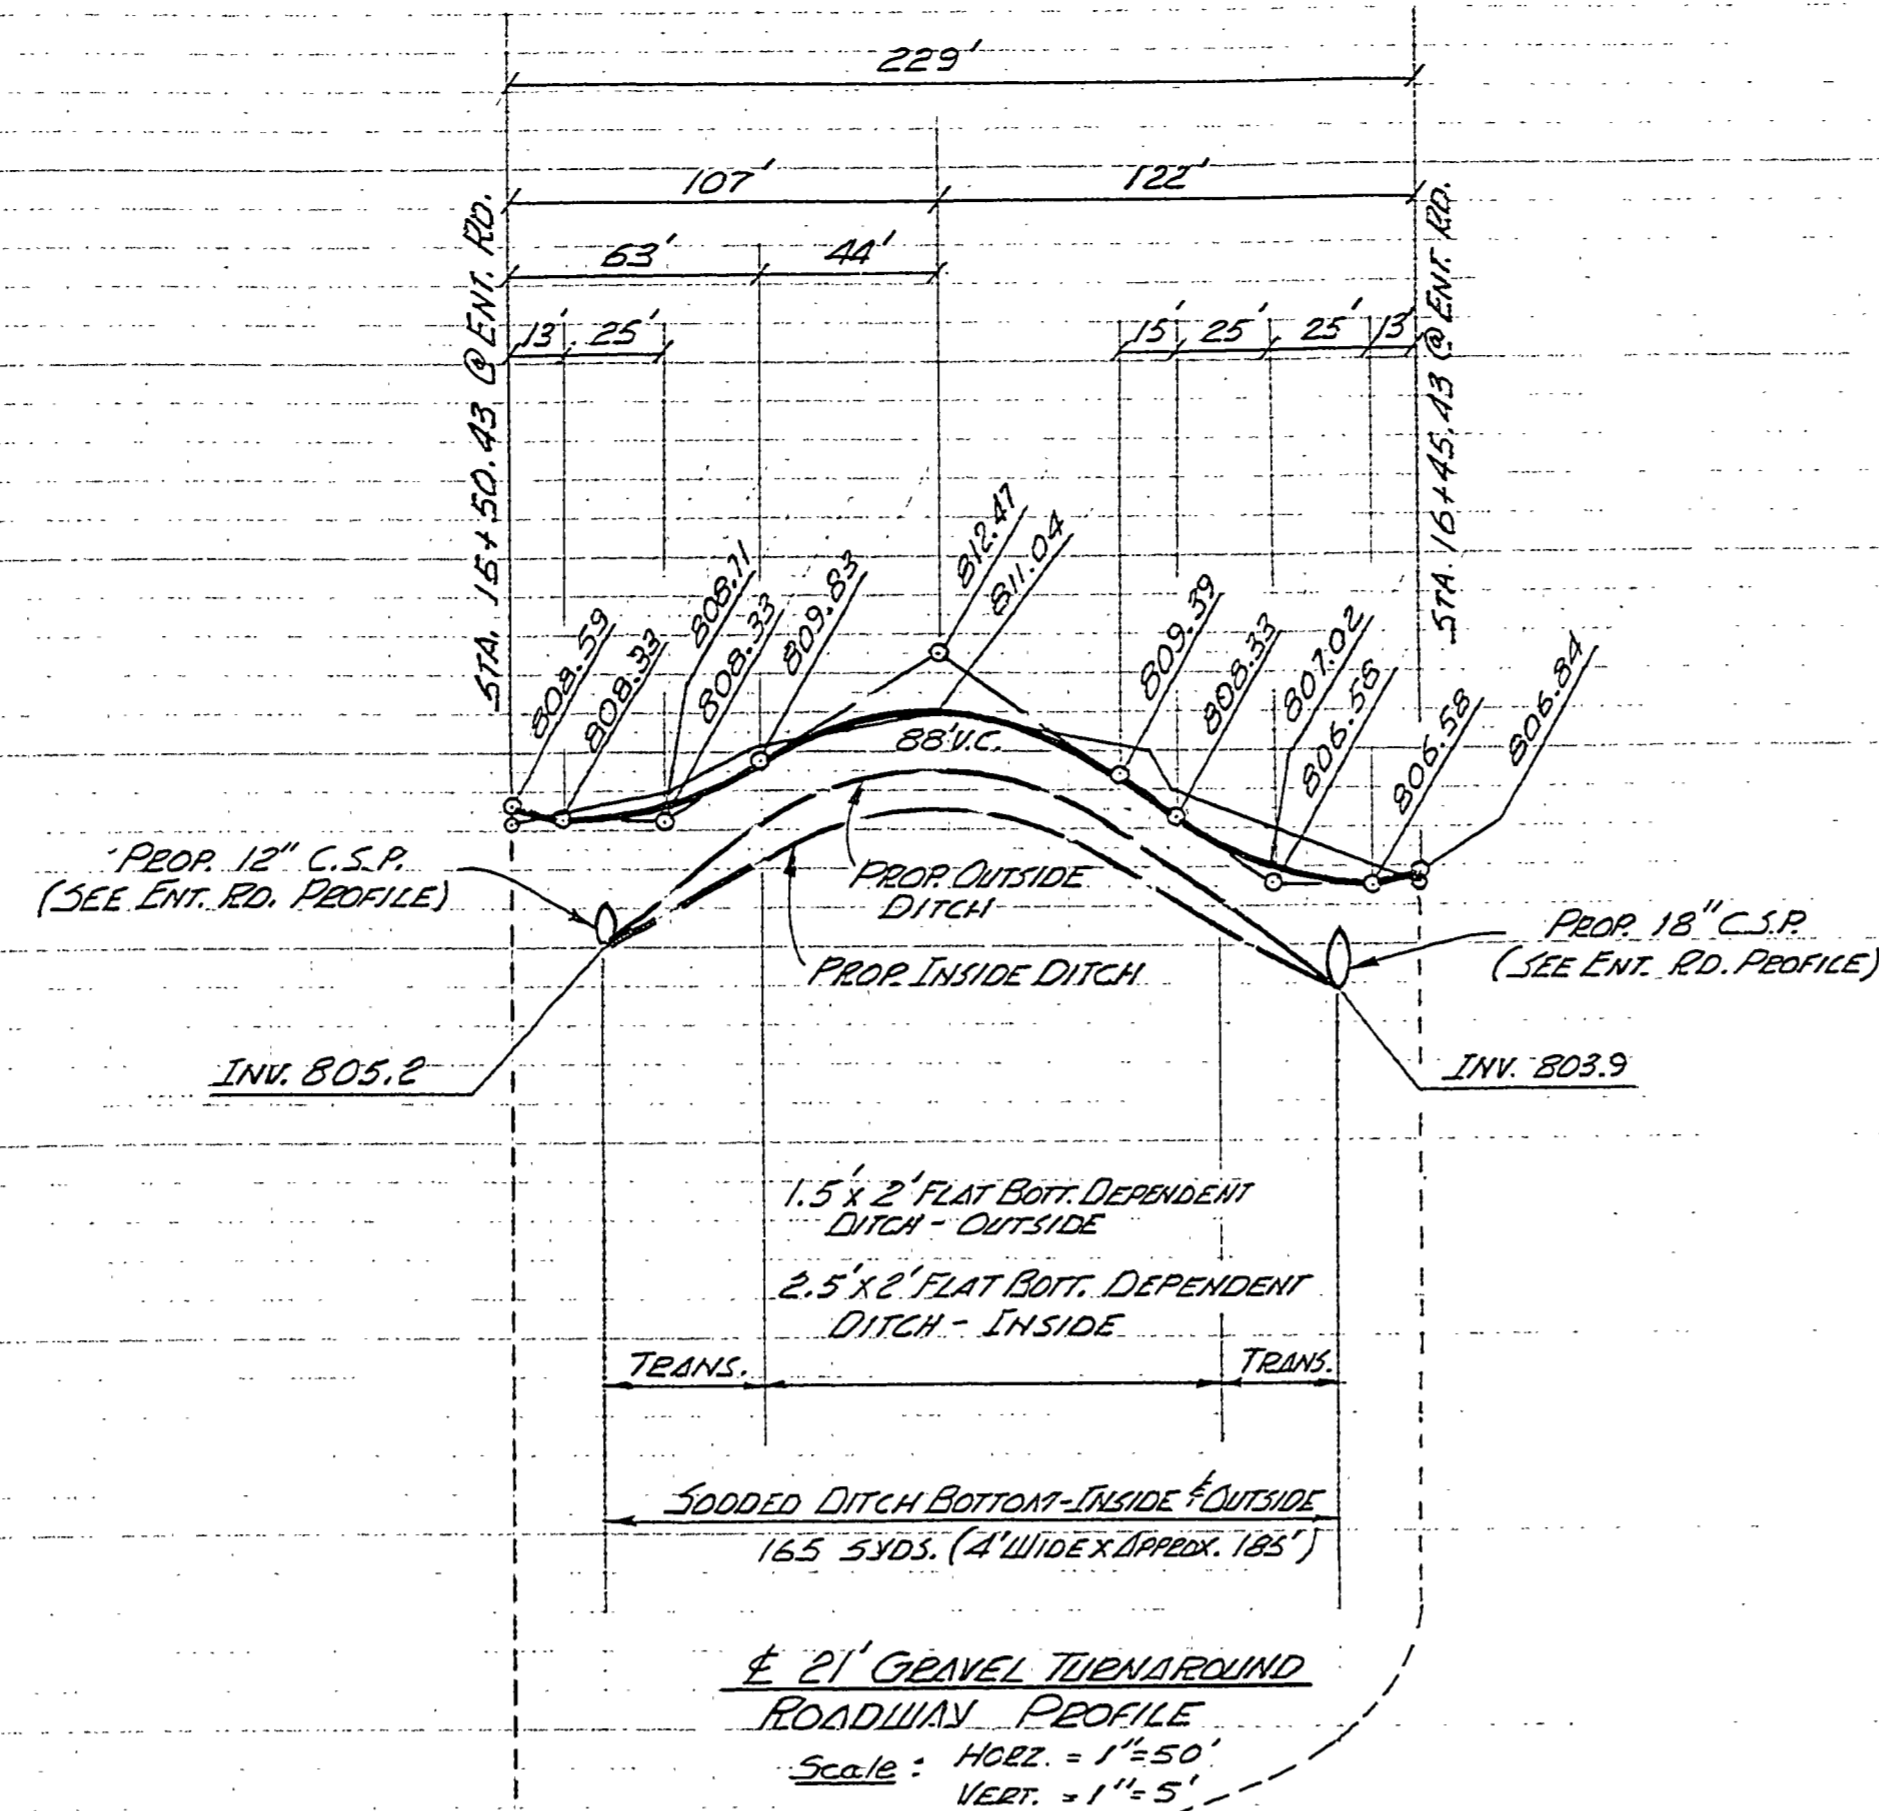 229'
107'
122'
63'
44'
13'
25'
15'
25'
25'
13'
STA. 15+50.43 @ ENT. RD.
STA. 16+45.43 @ ENT. RD.
808.59
808.33
808.71
808.33
809.83
812.47
811.04
809.39
808.33
807.02
806.58
806.58
806.84
88' V.C.
PROP. 12" C.S.P.
(SEE ENT. RD. PROFILE)
PROP. OUTSIDE
DITCH
PROP. INSIDE DITCH
PROP. 18" C.S.P.
(SEE ENT. RD. PROFILE)
INV. 805.2
INV. 803.9
1.5' x 2' FLAT BOTT. DEPENDENT
DITCH - OUTSIDE
2.5' x 2' FLAT BOTT. DEPENDENT
DITCH - INSIDE
TRANS.
TRANS.
SODDED DITCH BOTTOM - INSIDE & OUTSIDE
165 SYDS. (4' WIDE x APPROX. 185')
℄ 21' GRAVEL TURNAROUND
ROADWAY PROFILE
Scale: HORZ. = 1"=50'
VERT. = 1"=5'